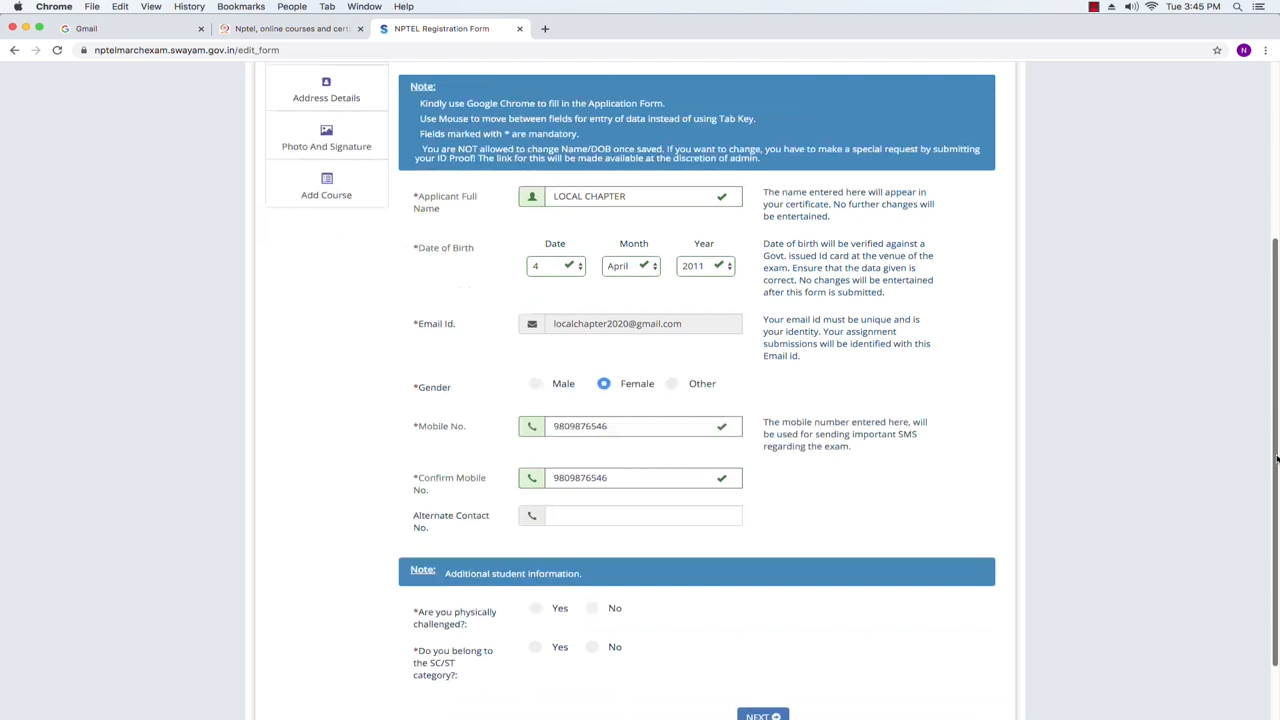 Chrome File Edit View History Bookmarks People Tab Window Help Tue 3:45 PM
Gmail
Nptel, online courses and certi
NPTEL Registration Form
nptelmarchexam.swayam.gov.in/edit_form
N
Address Details
Photo And Signature
Add Course
Note:
Kindly use Google Chrome to fill in the Application Form.
Use Mouse to move between fields for entry of data instead of using Tab Key.
Fields marked with * are mandatory.
You are NOT allowed to change Name/DOB once saved. If you want to change, you have to make a special request by submitting
your ID Proof! The link for this will be made available at the discretion of admin.
*Applicant Full
Name
LOCAL CHAPTER
The name entered here will appear in
your certificate. No further changes will
be entertained.
*Date of Birth
Date Month Year
4 April 2011
Date of birth will be verified against a
Govt. issued Id card at the venue of the
exam. Ensure that the data given is
correct. No changes will be entertained
after this form is submitted.
*Email Id.
localchapter2020@gmail.com
Your email id must be unique and is
your identity. Your assignment
submissions will be identified with this
Email id.
*Gender
Male Female Other
*Mobile No.
9809876546
The mobile number entered here, will
be used for sending important SMS
regarding the exam.
*Confirm Mobile
No.
9809876546
Alternate Contact
No.
Note: Additional student information.
*Are you physically
challenged?:
Yes No
*Do you belong to
the SC/ST
category?:
Yes No
NEXT